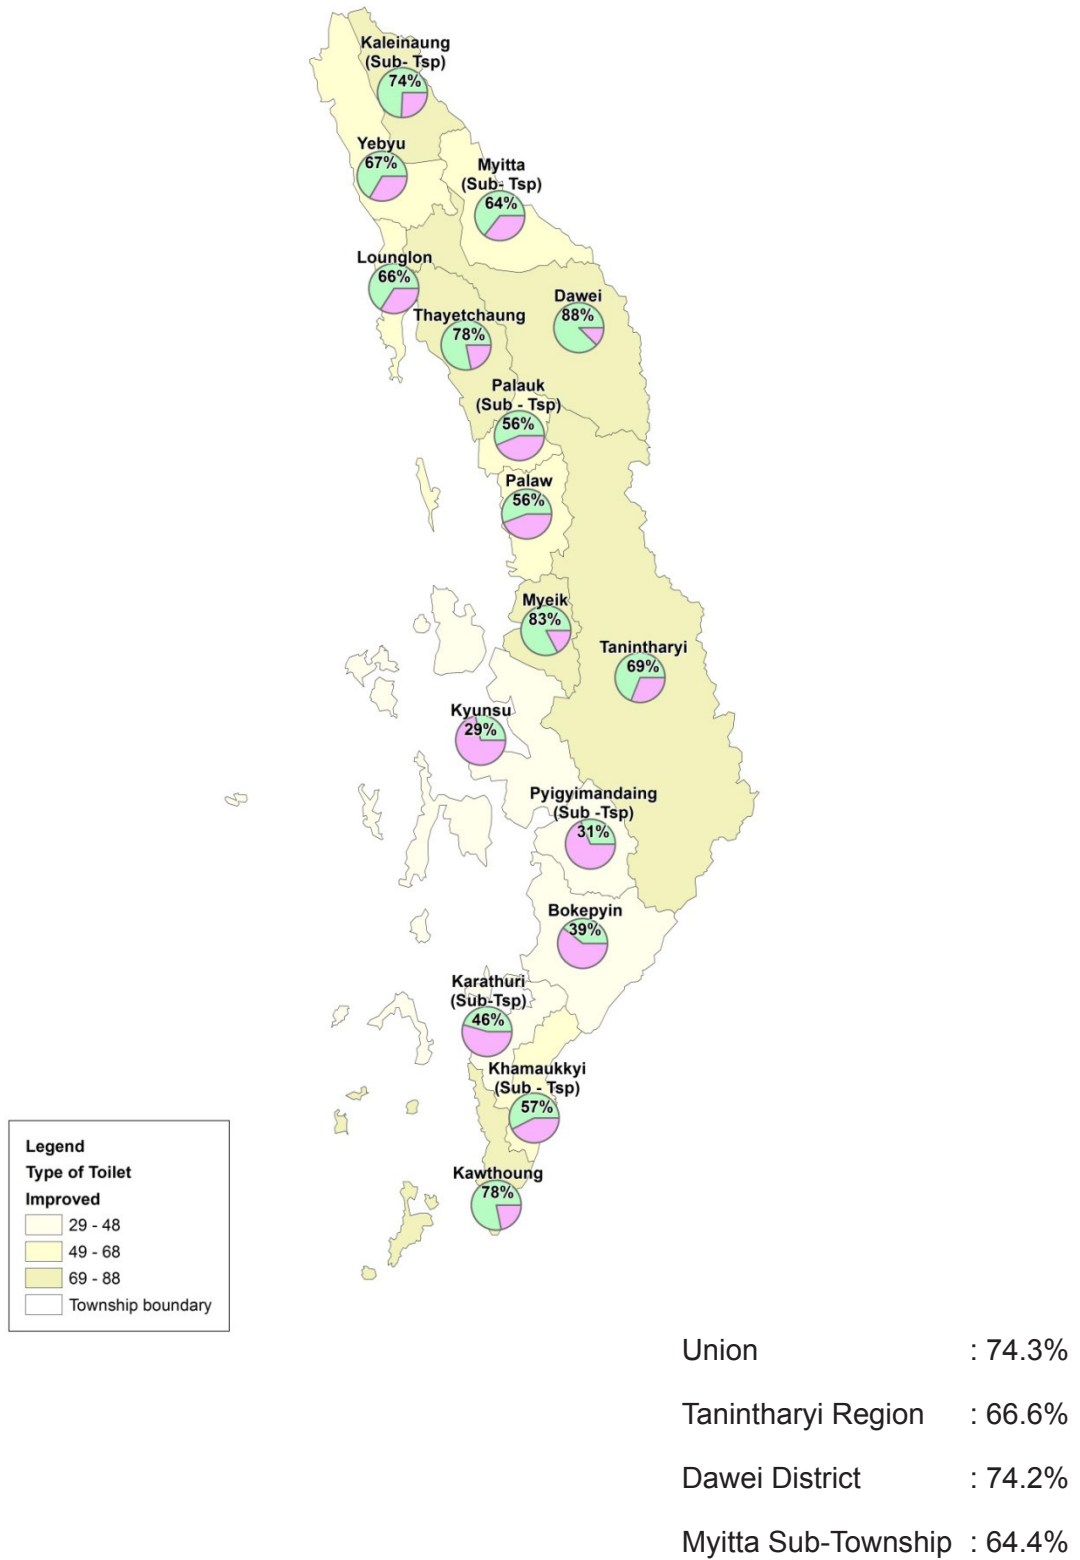 Kaleinaung
(Sub- Tsp)
74%
Yebyu
67%
Myitta
(Sub- Tsp)
64%
Lounglon
66%
Dawei
88%
Thayetchaung
78%
Palauk
(Sub - Tsp)
56%
Palaw
56%
Myeik
83%
Tanintharyi
69%
Kyunsu
29%
Pyigyimandaing
(Sub -Tsp)
31%
Bokepyin
39%
Karathuri
(Sub-Tsp)
46%
Khamaukkyi
(Sub - Tsp)
57%
Kawthoung
78%
Legend
Type of Toilet
Improved
29 - 48
49 - 68
69 - 88
Township boundary
Union : 74.3%
Tanintharyi Region : 66.6%
Dawei District : 74.2%
Myitta Sub-Township : 64.4%